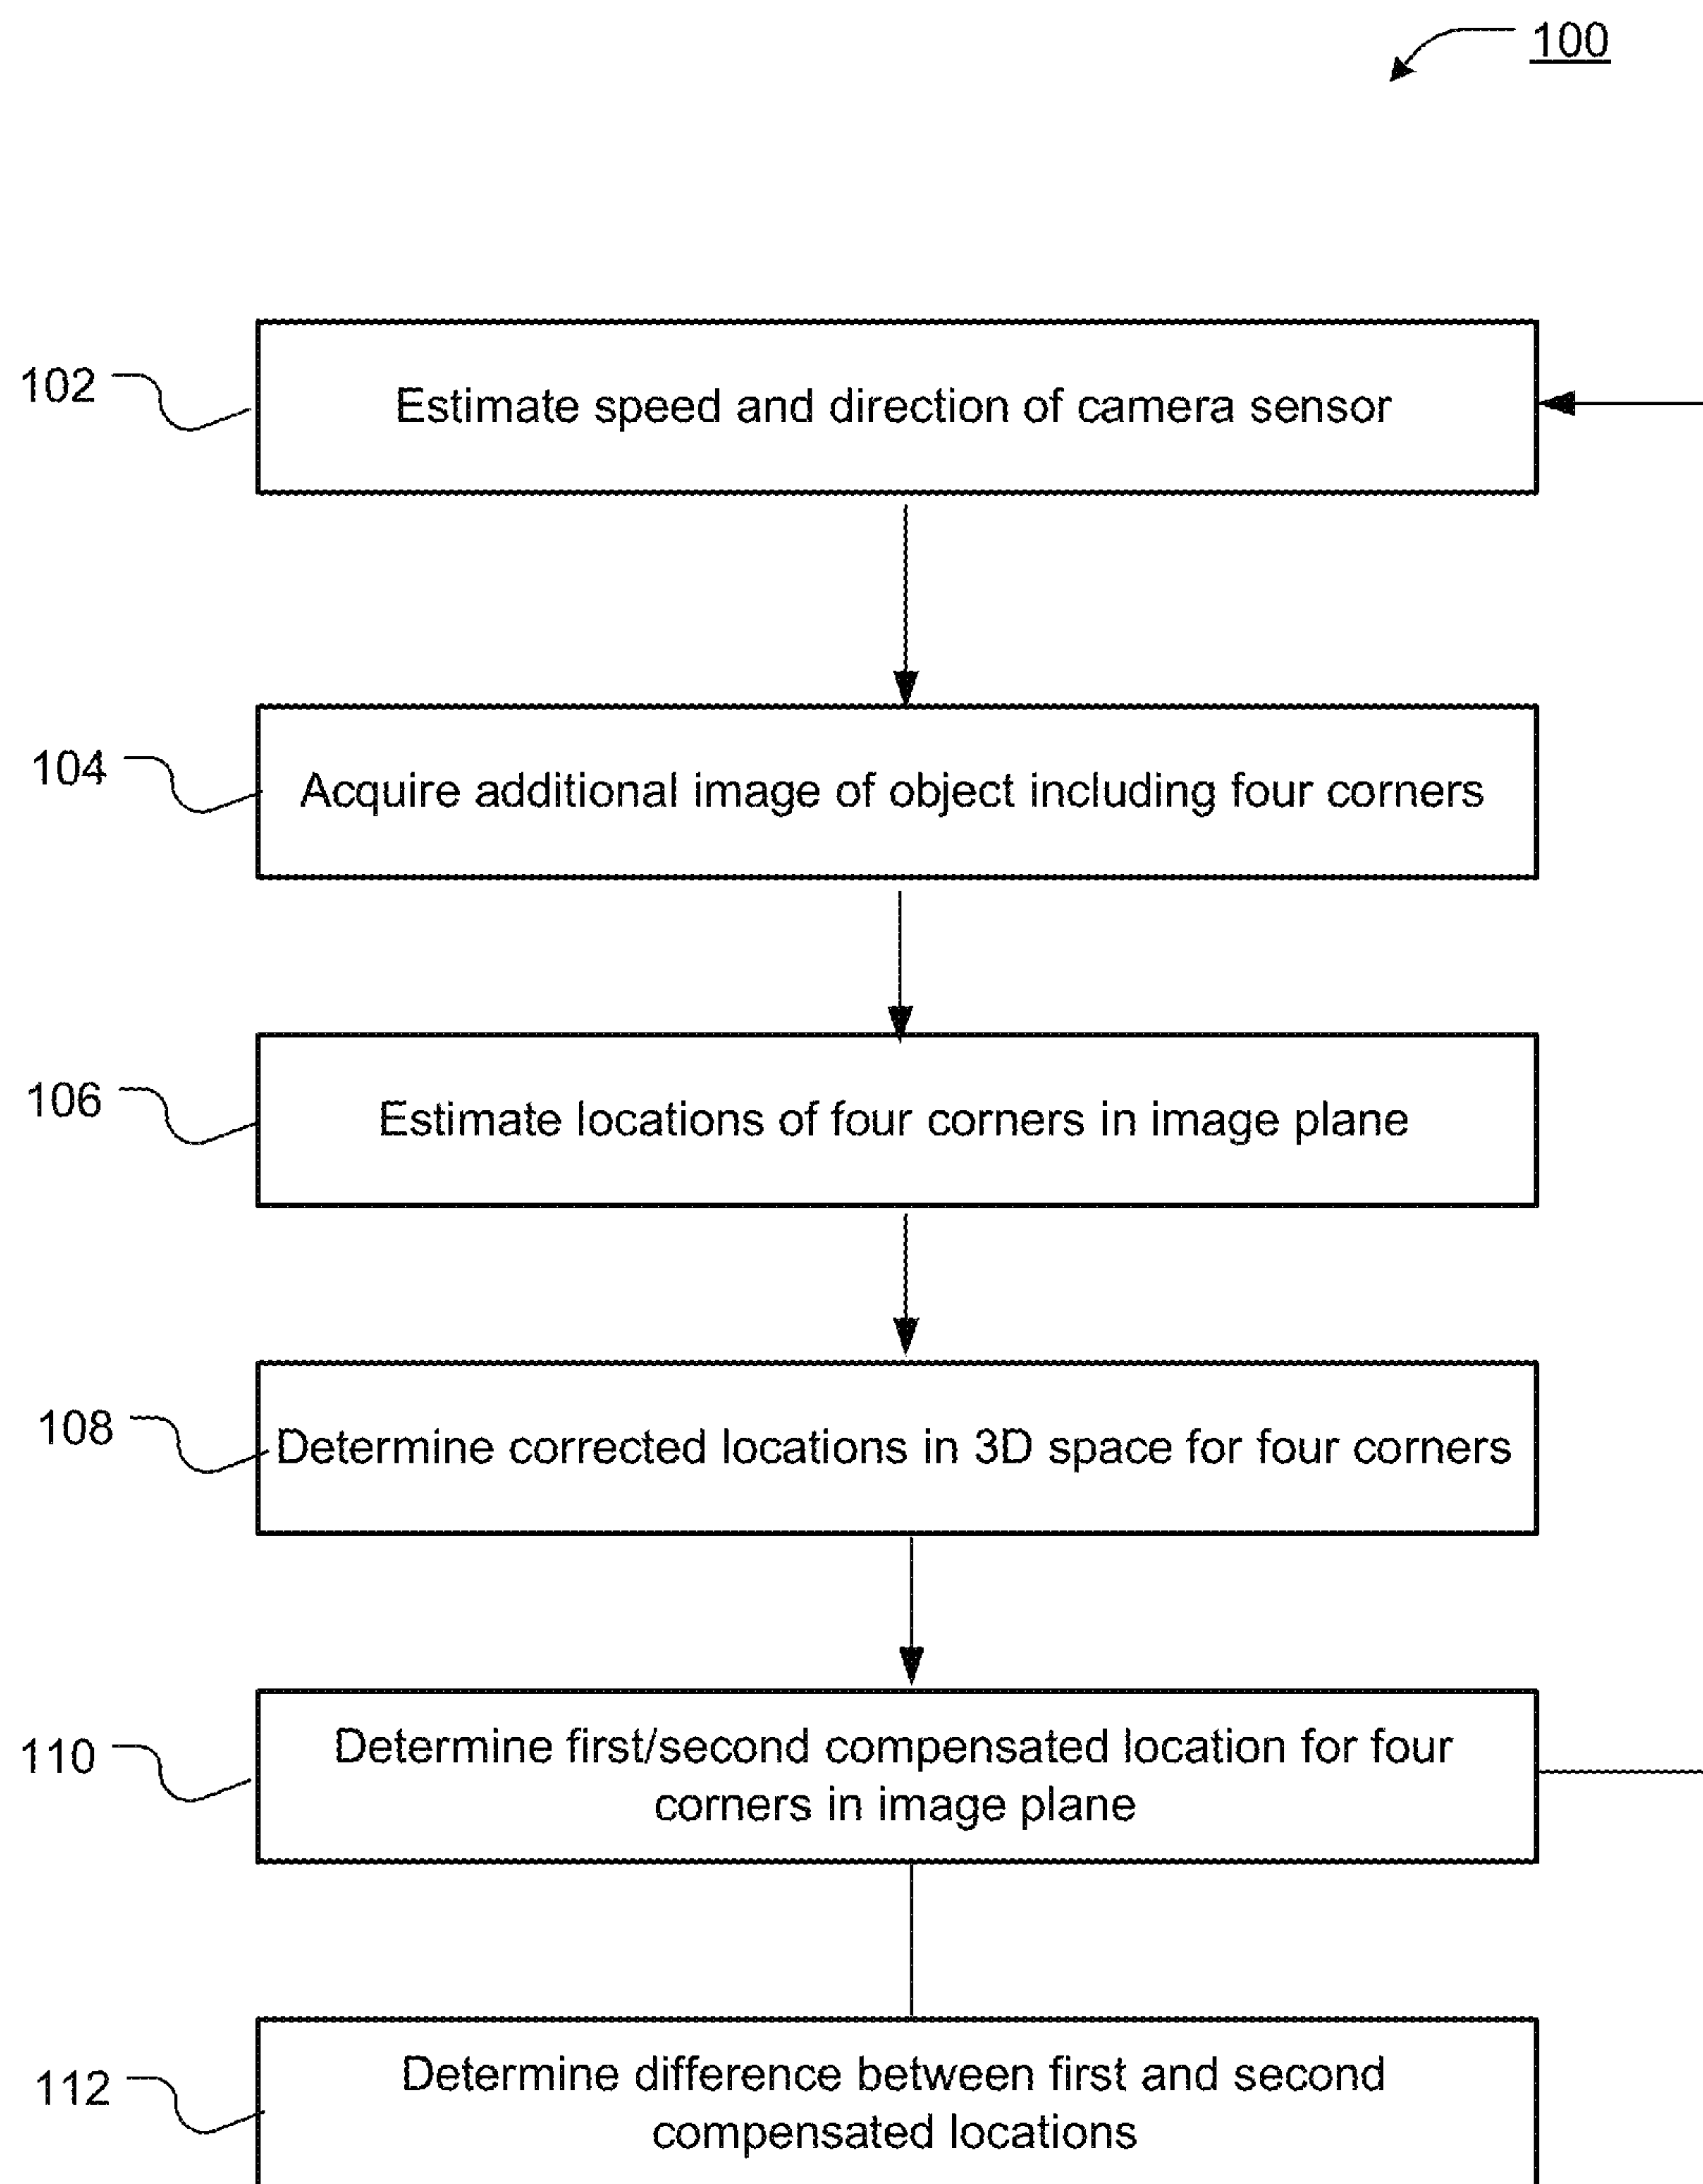 100
102
Estimate speed and direction of camera sensor
104
Acquire additional image of object including four corners
106
Estimate locations of four corners in image plane
108
Determine corrected locations in 3D space for four corners
110
Determine first/second compensated location for four
corners in image plane
112
Determine difference between first and second
compensated locations